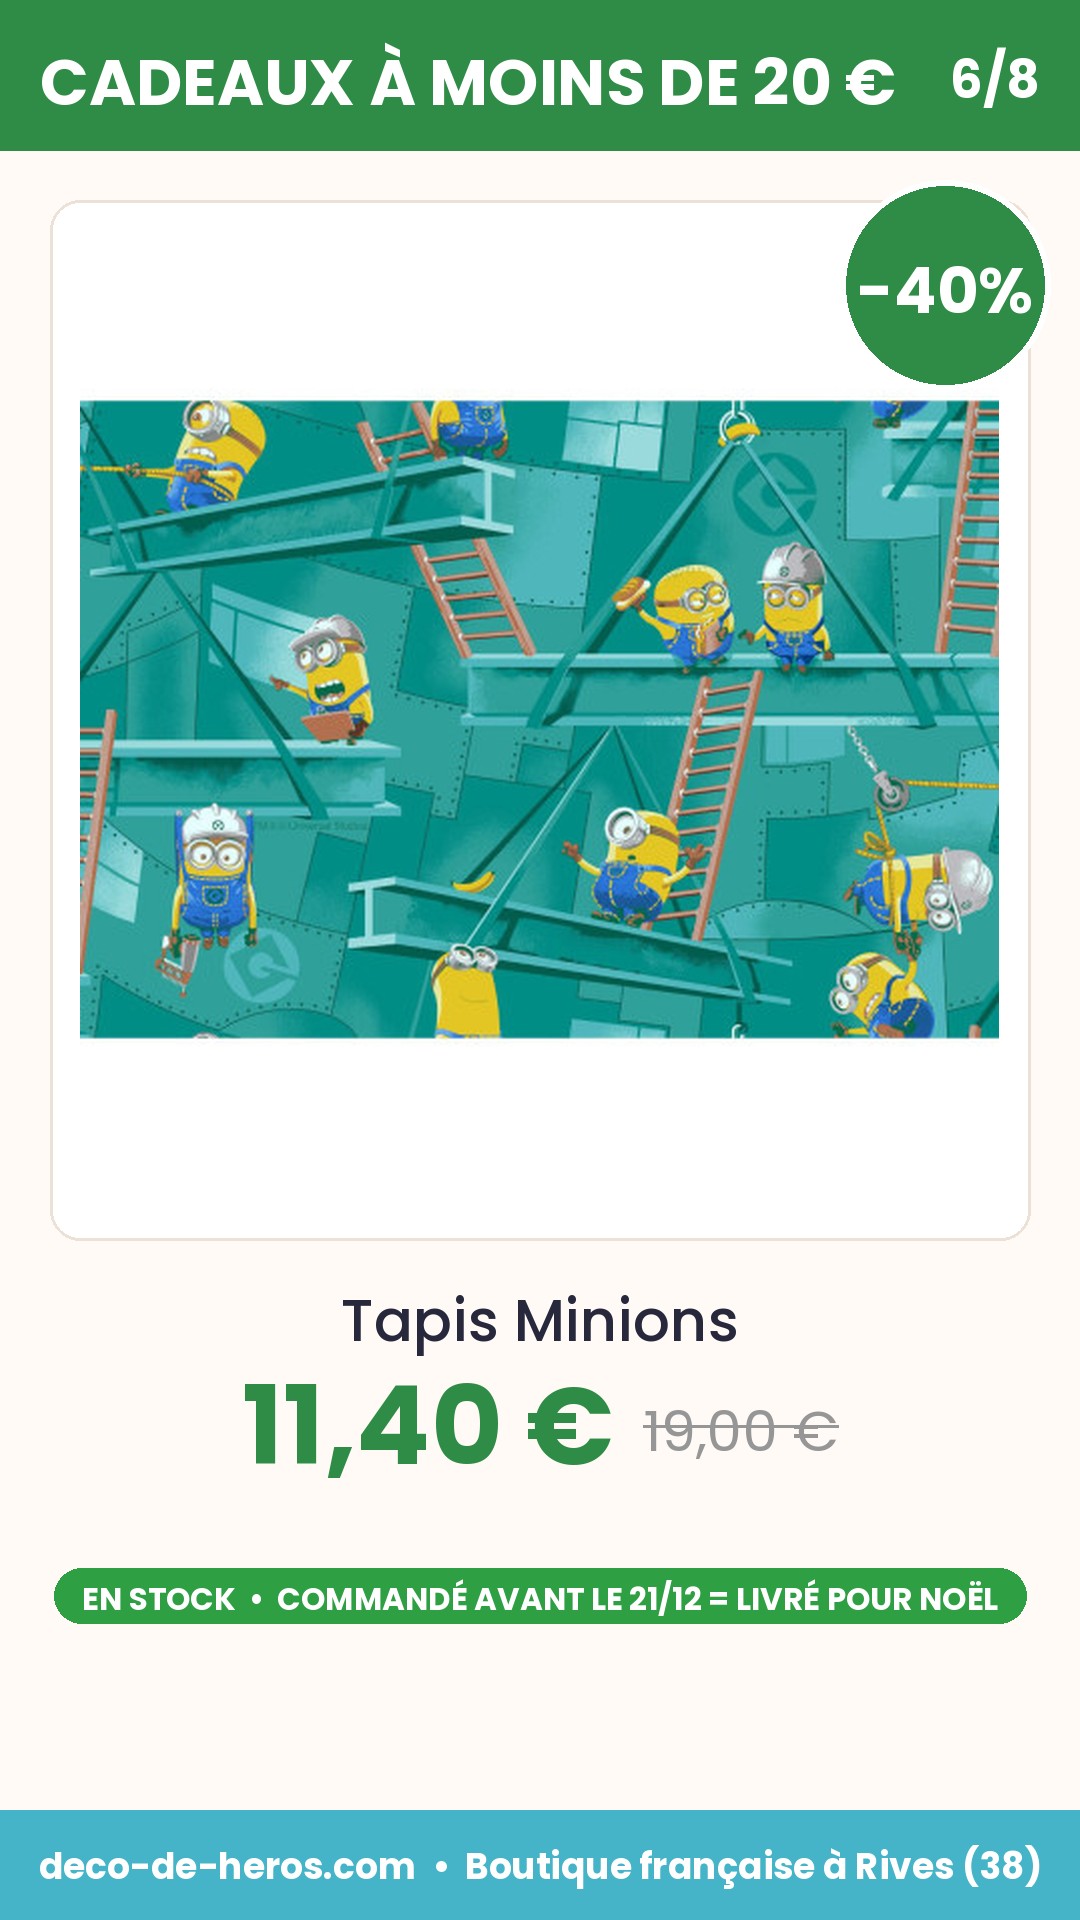 CADEAUX À MOINS DE 20 € 6/8
-40%
Tapis Minions
11,40 € 19,00 €
EN STOCK • COMMANDÉ AVANT LE 21/12 = LIVRÉ POUR NOËL
deco-de-heros.com • Boutique française à Rives (38)